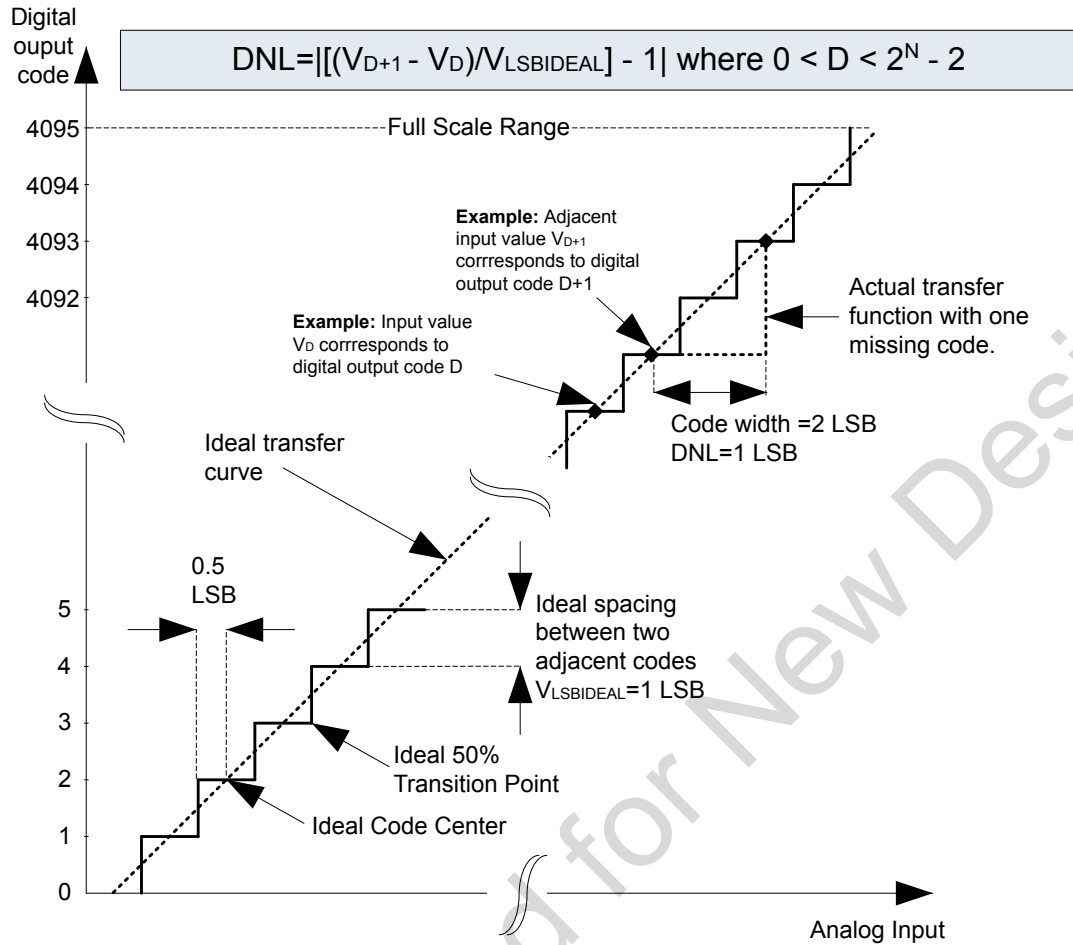 Digital
ouput
code
DNL=|[(VD+1 - VD)/VLSBIDEAL] - 1| where 0 < D < 2^N - 2
4095
Full Scale Range
4094
4093
4092
Example: Adjacent
input value VD+1
corrresponds to digital
output code D+1
Example: Input value
VD corrresponds to
digital output code D
Actual transfer
function with one
missing code.
Code width =2 LSB
DNL=1 LSB
Ideal transfer
curve
0.5
LSB
5
4
3
2
1
0
Ideal spacing
between two
adjacent codes
VLSBIDEAL=1 LSB
Ideal 50%
Transition Point
Ideal Code Center
Analog Input
d for New Desi